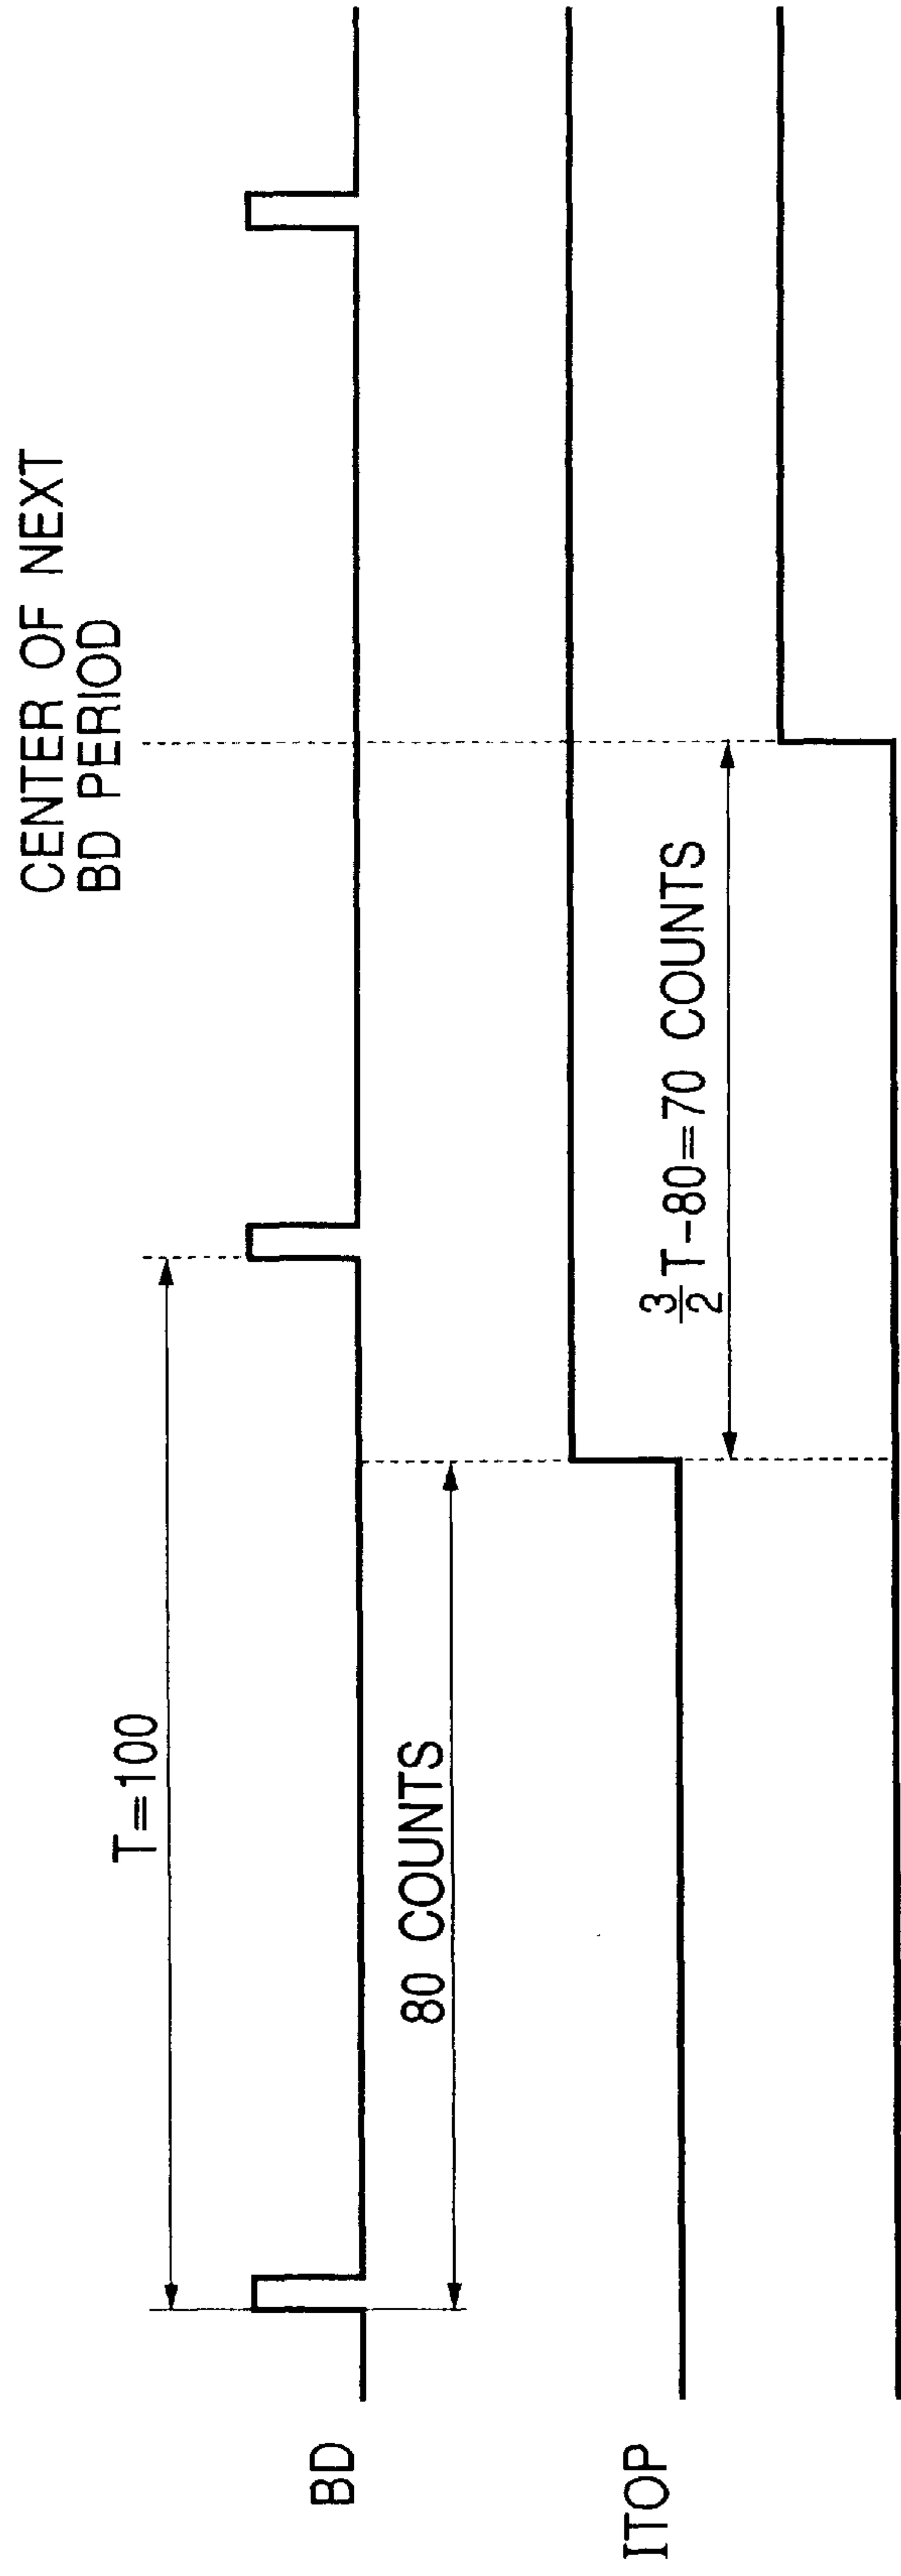 CENTER OF NEXT
BD PERIOD
T=100
BD
80 COUNTS
ITOP
3/2 T-80=70 COUNTS